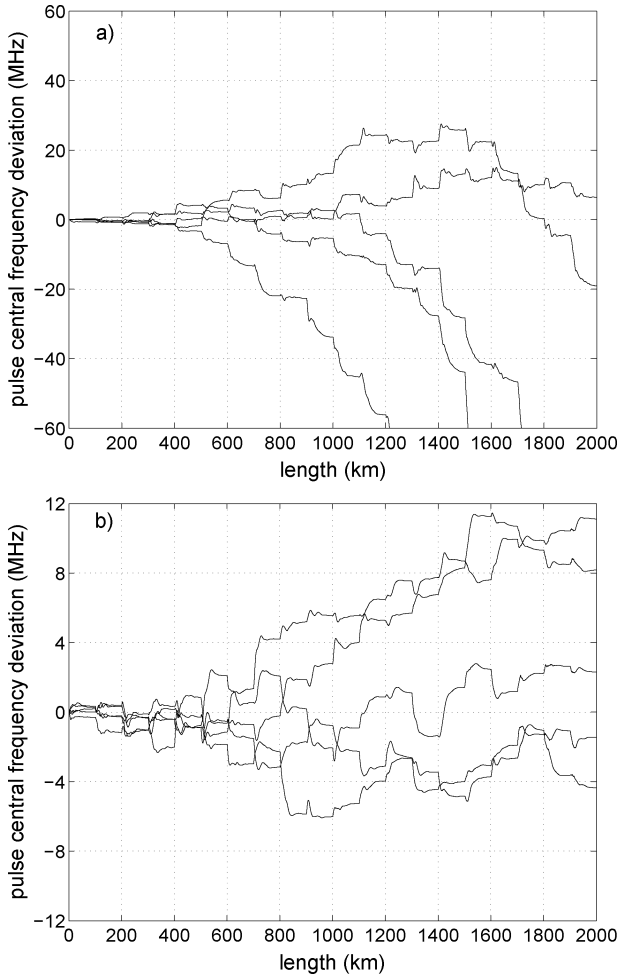 a)
pulse central frequency deviation (MHz)
60
40
20
0
−20
−40
−60
0 200 400 600 800 1000 1200 1400 1600 1800 2000
length (km)
b)
pulse central frequency deviation (MHz)
12
8
4
0
−4
−8
−12
0 200 400 600 800 1000 1200 1400 1600 1800 2000
length (km)